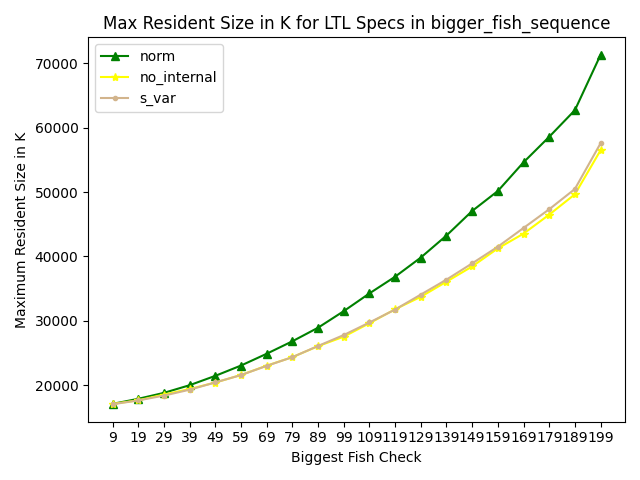 Max Resident Size in K for LTL Specs in bigger_fish_sequence
norm
no_internal
s_var
Maximum Resident Size in K
70000
60000
50000
40000
30000
20000
9 19 29 39 49 59 69 79 89 99 109 119 129 139 149 159 169 179 189 199
Biggest Fish Check